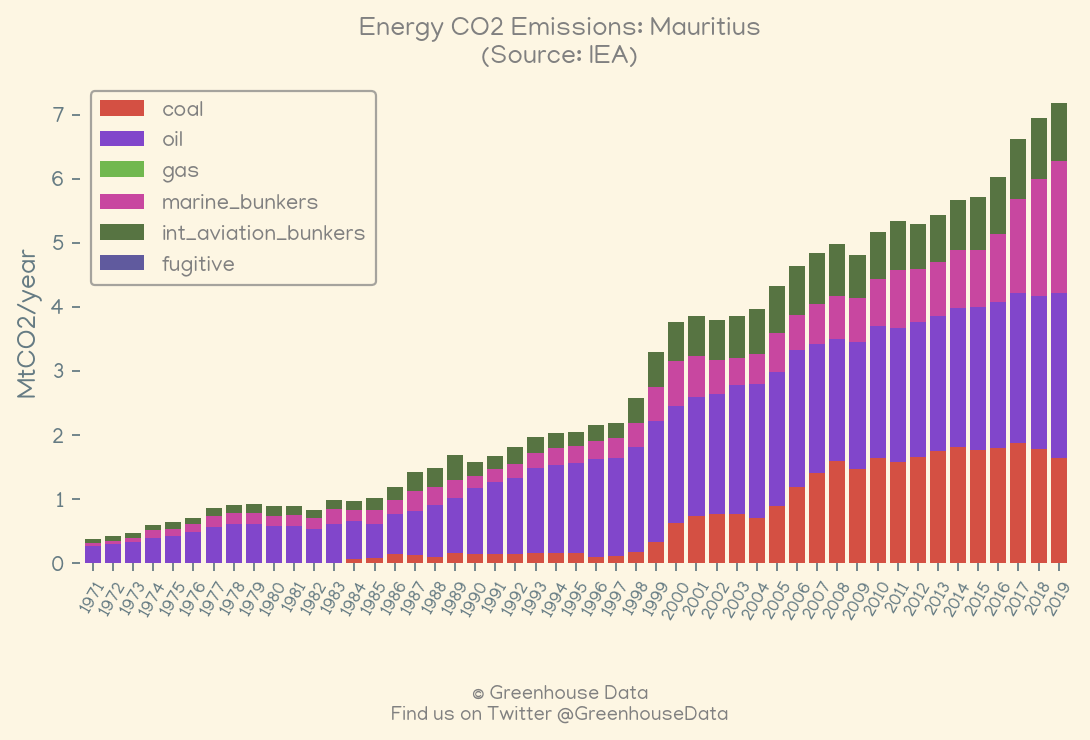 Energy CO2 Emissions: Mauritius
(Source: IEA)
coal
oil
gas
marine_bunkers
int_aviation_bunkers
fugitive
MtCO2/year
7
6
5
4
3
2
1
0
1971 1972 1973 1974 1975 1976 1977 1978 1979 1980 1981 1982 1983 1984 1985 1986 1987 1988 1989 1990 1991 1992 1993 1994 1995 1996 1997 1998 1999 2000 2001 2002 2003 2004 2005 2006 2007 2008 2009 2010 2011 2012 2013 2014 2015 2016 2017 2018 2019
© Greenhouse Data
Find us on Twitter @GreenhouseData